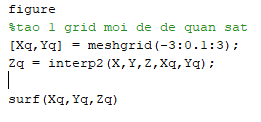 figure
%tao 1 grid moi de de quan sat
[Xq,Yq] = meshgrid(-3:0.1:3);
Zq = interp2(X,Y,Z,Xq,Yq);
surf(Xq,Yq,Zq)